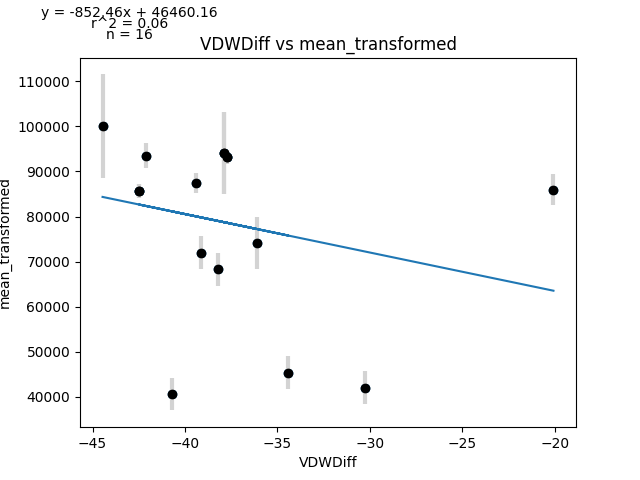 y = -852.46x + 46460.16
r^2 = 0.06
n = 16
VDWDiff vs mean_transformed
110000
100000
90000
80000
70000
60000
50000
40000
mean_transformed
−45
−40
−35
−30
−25
−20
VDWDiff